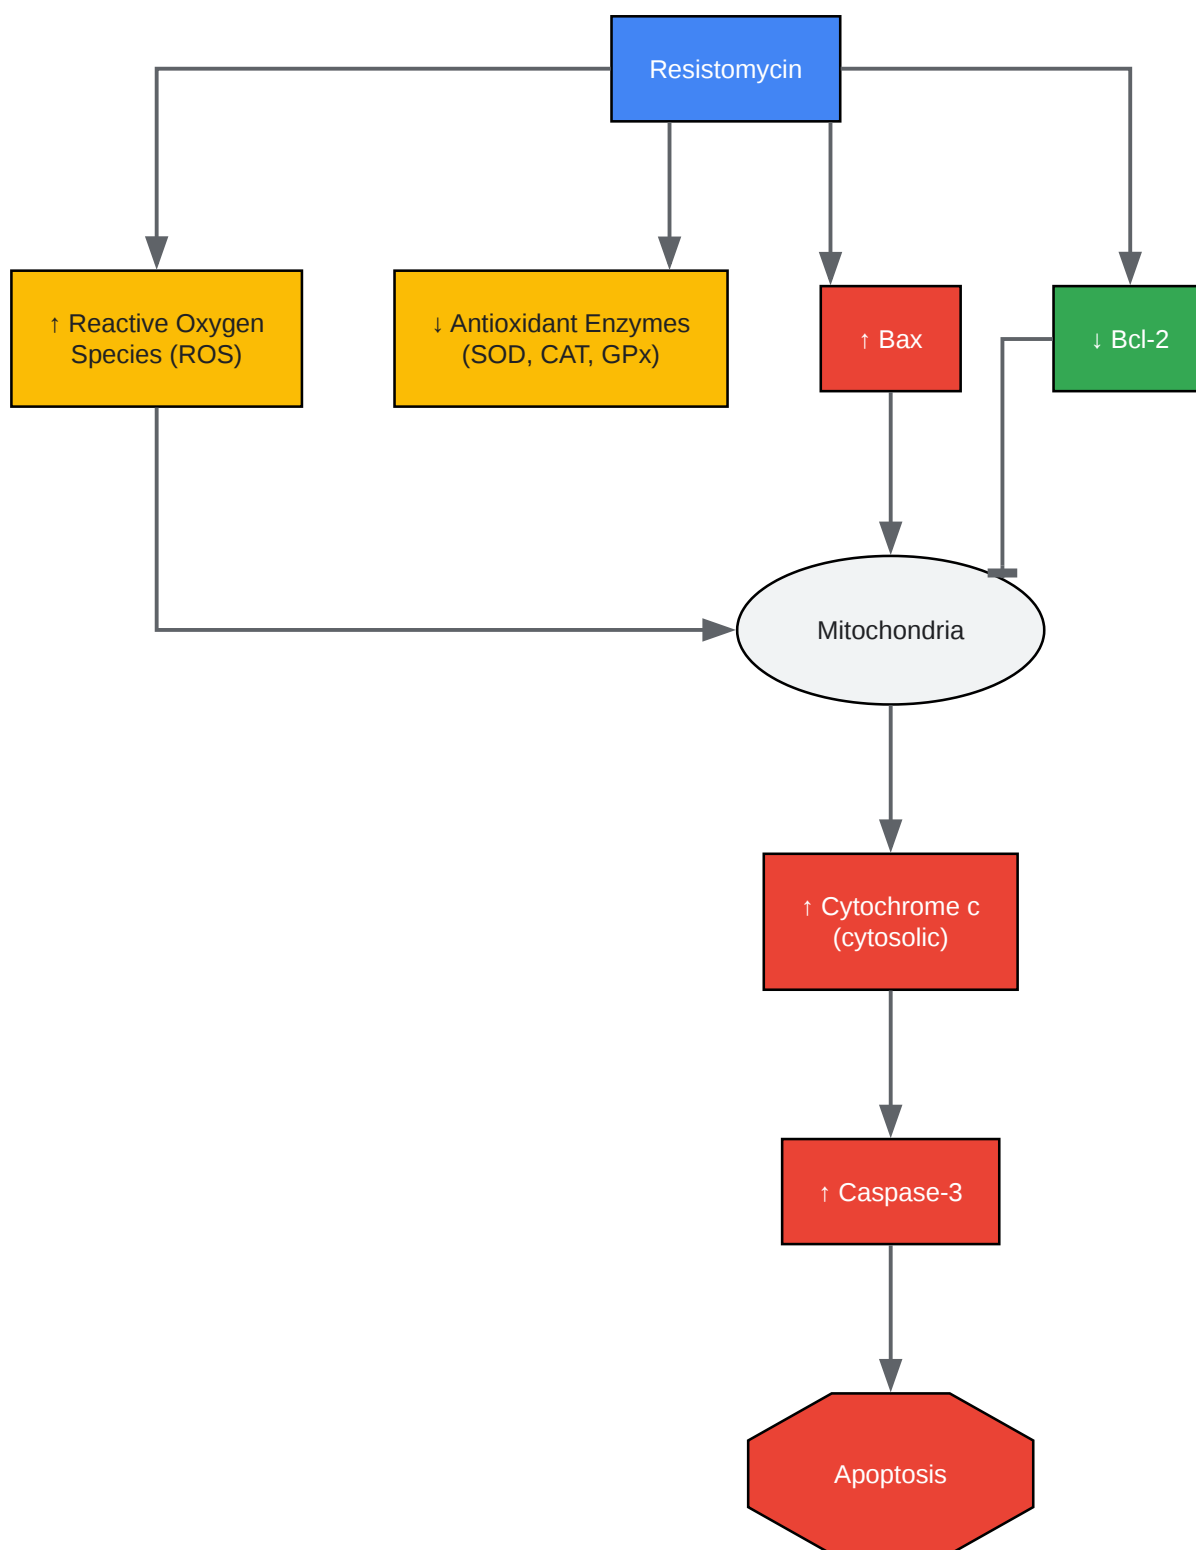 Resistomycin
↑ Reactive Oxygen
Species (ROS)
↓ Antioxidant Enzymes
(SOD, CAT, GPx)
↑ Bax
↓ Bcl-2
Mitochondria
↑ Cytochrome c
(cytosolic)
↑ Caspase-3
Apoptosis